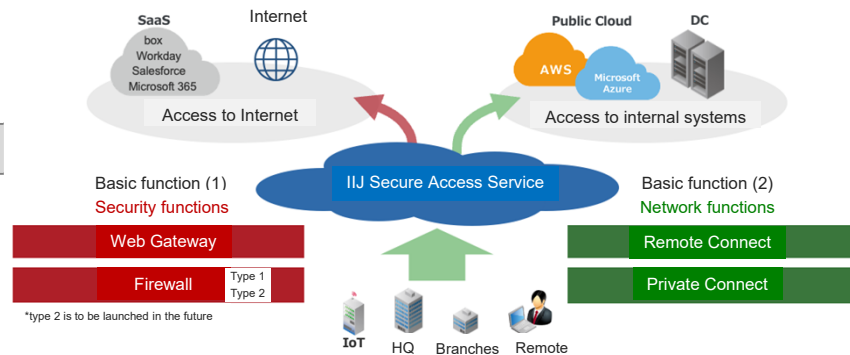 SaaS
box
Workday
Salesforce
Microsoft 365
Internet
Access to Internet
Public Cloud
DC
AWS
Microsoft
Azure
Access to internal systems
IIJ Secure Access Service
Basic function (1)
Security functions
Web Gateway
Firewall
Type 1
Type 2
*type 2 is to be launched in the future
Basic function (2)
Network functions
Remote Connect
Private Connect
IoT
HQ
Branches
Remote